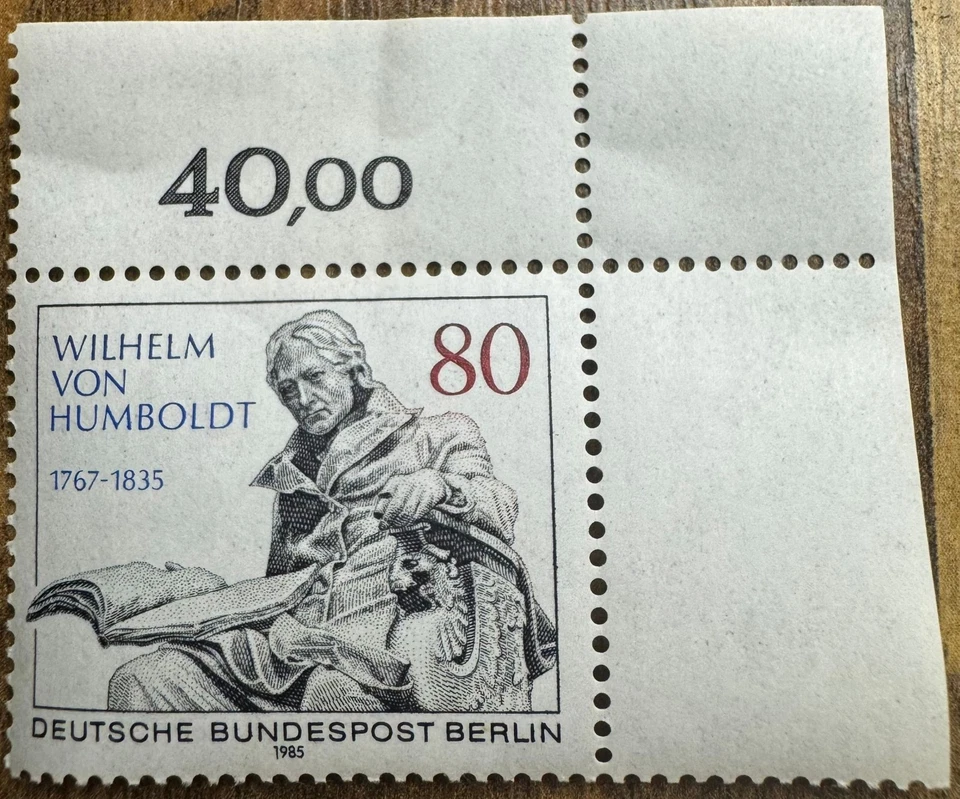 40,00
WILHELM
80
VON
HUMBOLDT
1767-1835
DEUTSCHE BUNDESPOST BERLIN
1985